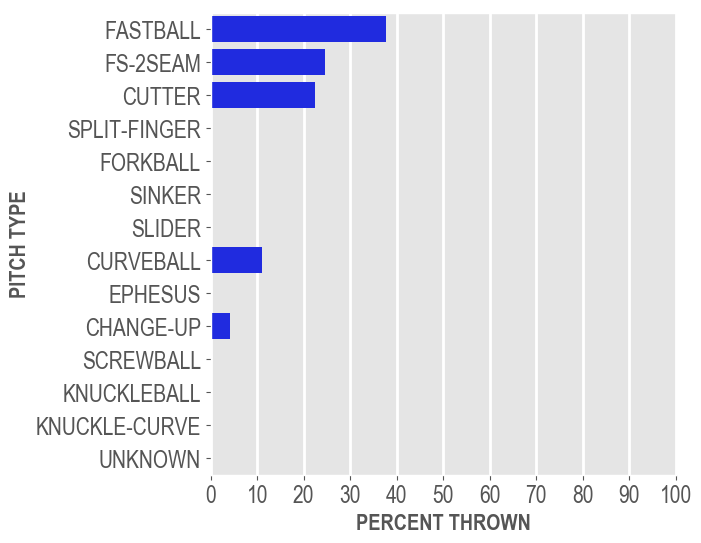 FASTBALL
FS-2SEAM
CUTTER
SPLIT-FINGER
FORKBALL
SINKER
SLIDER
CURVEBALL
EPHESUS
CHANGE-UP
SCREWBALL
KNUCKLEBALL
KNUCKLE-CURVE
UNKNOWN
PITCH TYPE
0 10 20 30 40 50 60 70 80 90 100
PERCENT THROWN